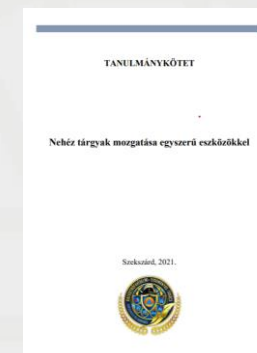 TANULMÁNYKÖTET
Nehéz tárgyak mozgatása egyszerű eszközökkel
Szekszárd, 2021.